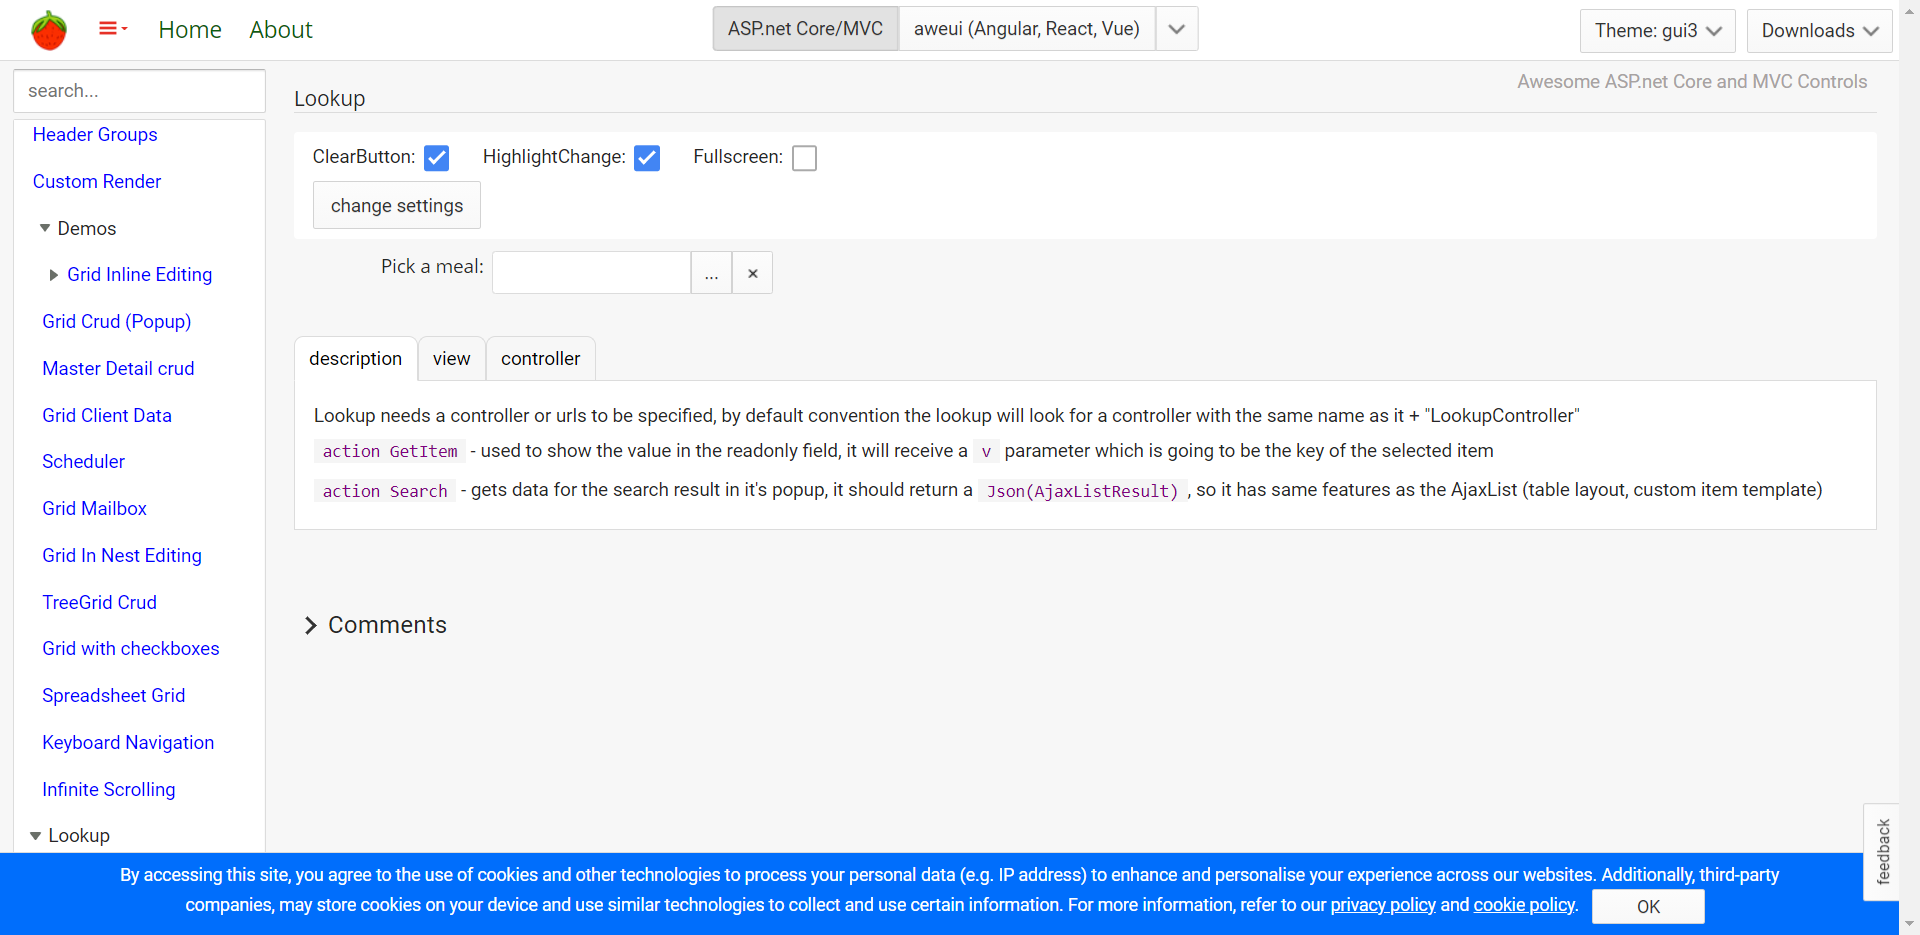 Home About ASP.net Core/MVC aweui (Angular, React, Vue) Theme: gui3 Downloads
search...
Awesome ASP.net Core and MVC Controls
Header Groups
Custom Render
Demos
Grid Inline Editing
Grid Crud (Popup)
Master Detail crud
Grid Client Data
Scheduler
Grid Mailbox
Grid In Nest Editing
TreeGrid Crud
Grid with checkboxes
Spreadsheet Grid
Keyboard Navigation
Infinite Scrolling
Lookup
Lookup
ClearButton: HighlightChange: Fullscreen:
change settings
Pick a meal: ... ×
description view controller
Lookup needs a controller or urls to be specified, by default convention the lookup will look for a controller with the same name as it + "LookupController"
action GetItem - used to show the value in the readonly field, it will receive a v parameter which is going to be the key of the selected item
action Search - gets data for the search result in it's popup, it should return a Json(AjaxListResult) , so it has same features as the AjaxList (table layout, custom item template)
Comments
feedback
By accessing this site, you agree to the use of cookies and other technologies to process your personal data (e.g. IP address) to enhance and personalise your experience across our websites. Additionally, third-party
companies, may store cookies on your device and use similar technologies to collect and use certain information. For more information, refer to our privacy policy and cookie policy. OK